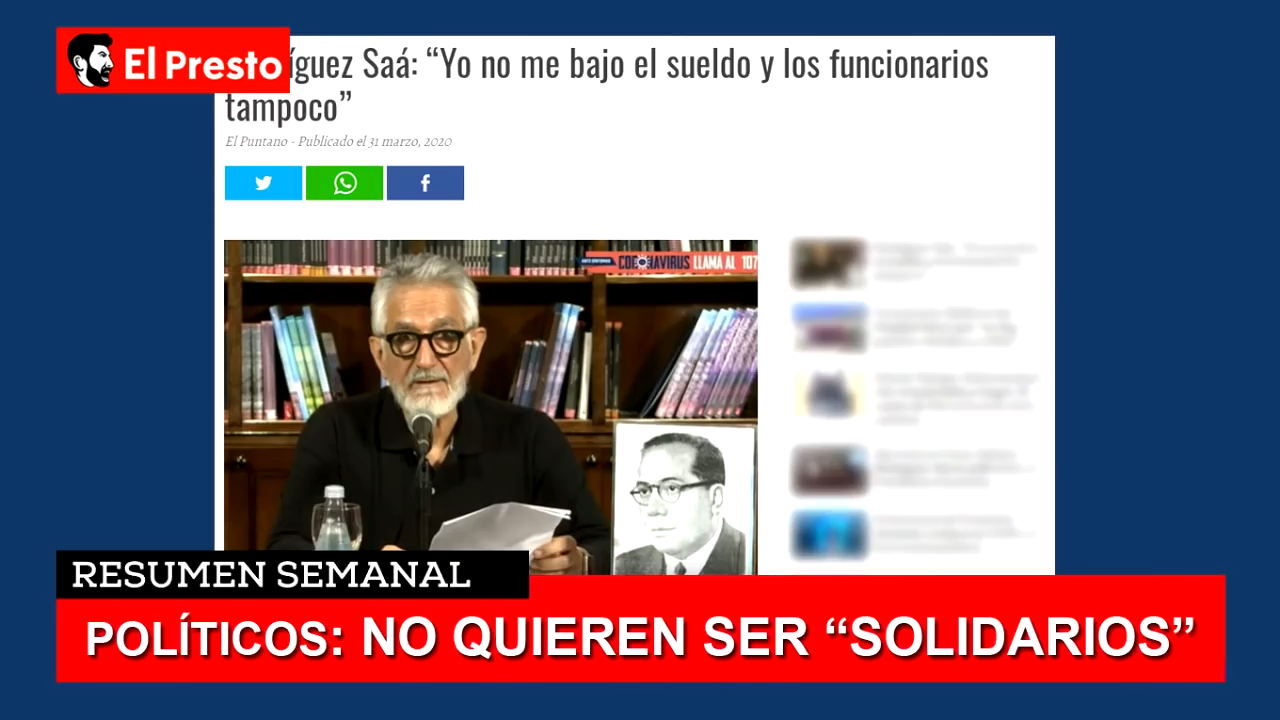 El Presto
íguez Saá: “Yo no me bajo el sueldo y los funcionarios
tampoco”
El Puntano - Publicado el 31 marzo, 2020
CORONAVIRUS LLAMÁ AL 107
RESUMEN SEMANAL
POLÍTICOS: NO QUIEREN SER “SOLIDARIOS”